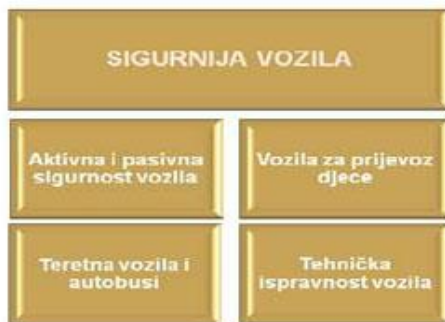 SIGURNIJA VOZILA
Aktivna i pasivna
sigurnost vozila
Vozila za prijevoz
djece
Teretna vozila i
autobusi
Tehnička
ispravnost vozila